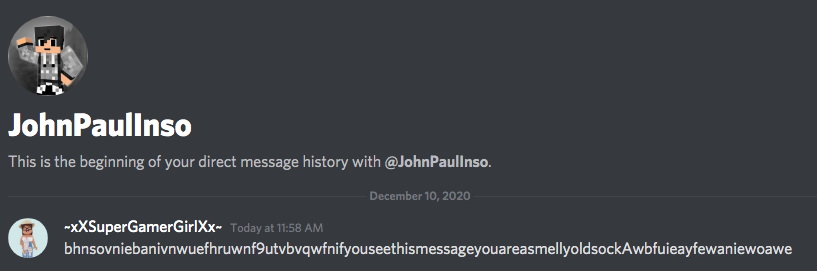 JohnPaulInso
This is the beginning of your direct message history with @JohnPaulInso.
December 10, 2020
~xXSuperGamerGirlXx~ Today at 11:58 AM
bhnsovniebanivnwuefhruwnf9utvbvqwfnifyouseethismessageyouareasmellyoldsockAwbfuieayfewaniewoawe